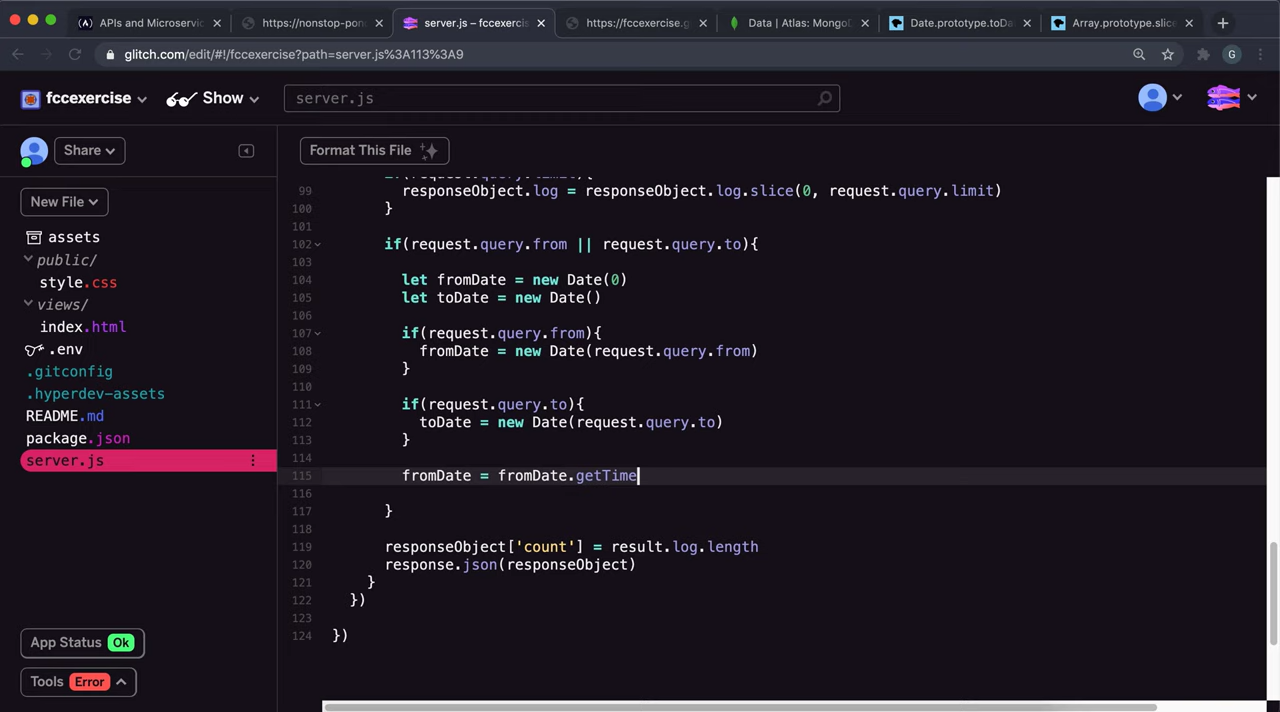 APIs and Microservic
https://nonstop-pon
server.js – fccexercis
https://fccexercise.g
Data | Atlas: MongoD
Date.prototype.toDa
Array.prototype.slice
glitch.com/edit/#!/fccexercise?path=server.js%3A113%3A9
G
fccexercise
Show
server.js
Share
Format This File
New File
assets
public/
style.css
views/
index.html
.env
.gitconfig
.hyperdev-assets
README.md
package.json
server.js
App Status Ok
Tools Error
if(request.query.limit){
99 responseObject.log = responseObject.log.slice(0, request.query.limit)
100 }
101
102 if(request.query.from || request.query.to){
103
104 let fromDate = new Date(0)
105 let toDate = new Date()
106
107 if(request.query.from){
108 fromDate = new Date(request.query.from)
109 }
110
111 if(request.query.to){
112 toDate = new Date(request.query.to)
113 }
114
115 fromDate = fromDate.getTime
116
117 }
118
119 responseObject['count'] = result.log.length
120 response.json(responseObject)
121 }
122 })
123
124 })